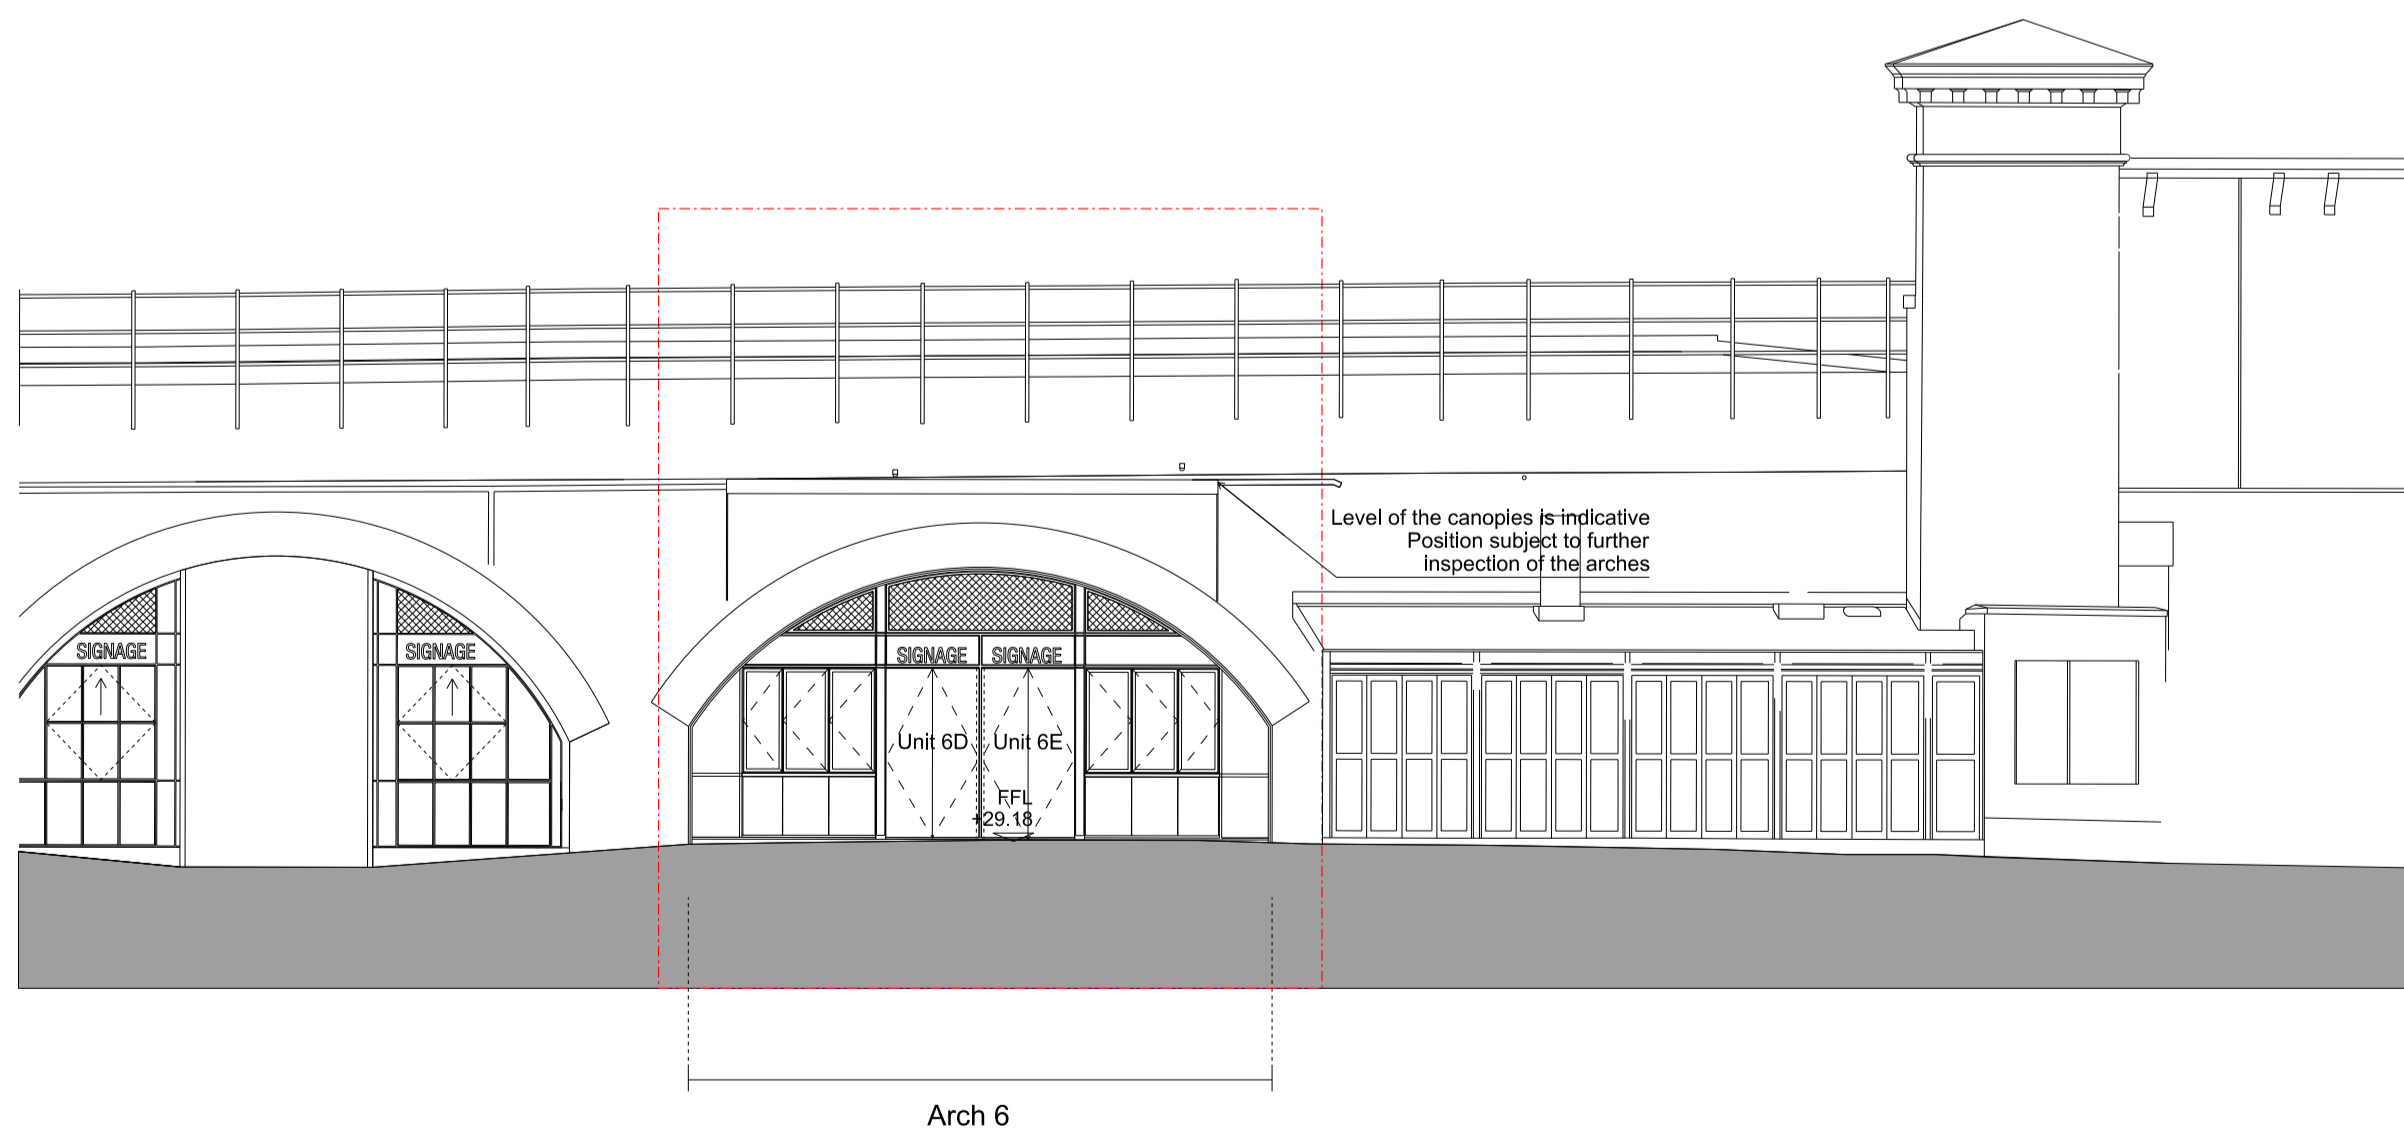 Level of the canopies is indicative
Position subject to further
inspection of the arches
SIGNAGE
SIGNAGE
SIGNAGE
SIGNAGE
Unit 6D
Unit 6E
FFL
+29.18
Arch 6